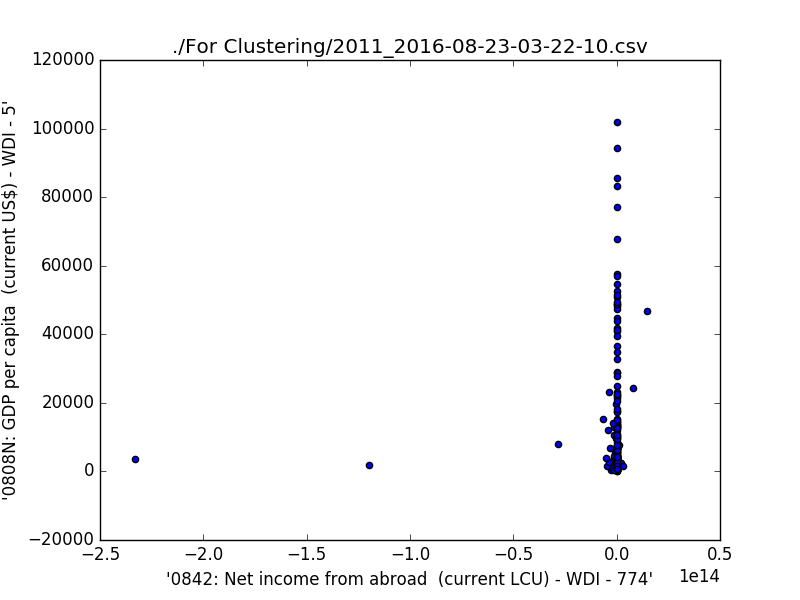 ./For Clustering/2011_2016-08-23-03-22-10.csv
120000
100000
80000
60000
40000
20000
0
−20000
'0808N: GDP per capita  (current US$) - WDI - 5'
−2.5 −2.0 −1.5 −1.0 −0.5 0.0 0.5
1e14
'0842: Net income from abroad  (current LCU) - WDI - 774'